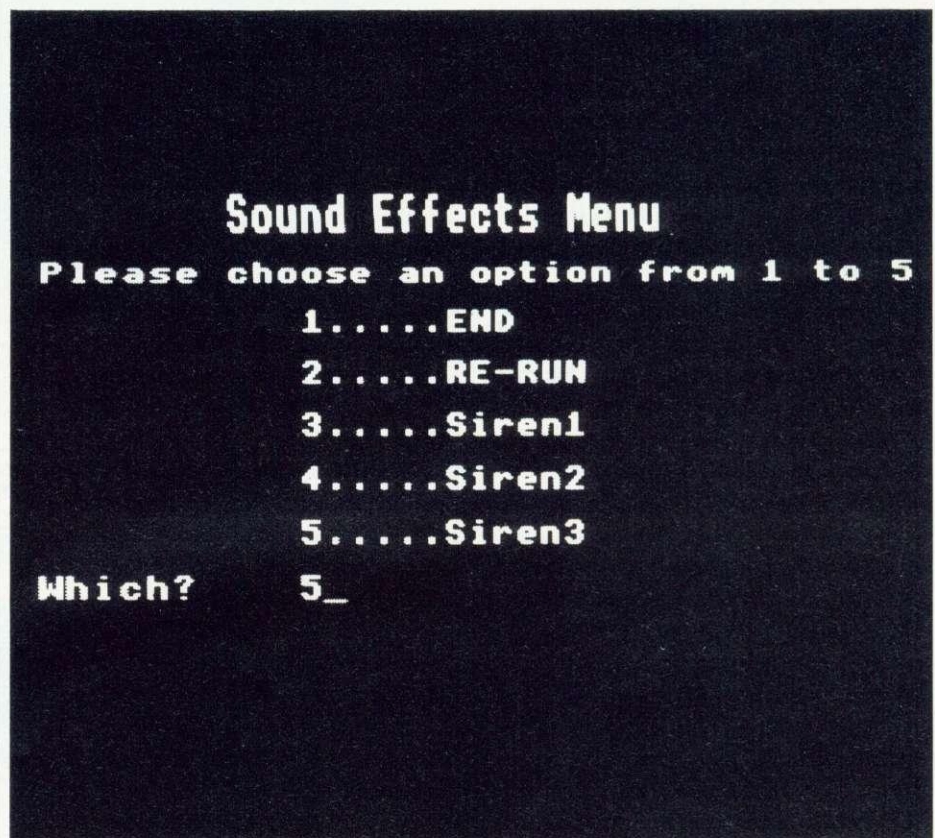 Sound Effects Menu
Please choose an option from 1 to 5
1.....END
2.....RE-RUN
3.....Siren1
4.....Siren2
5.....Siren3
Which? 5_